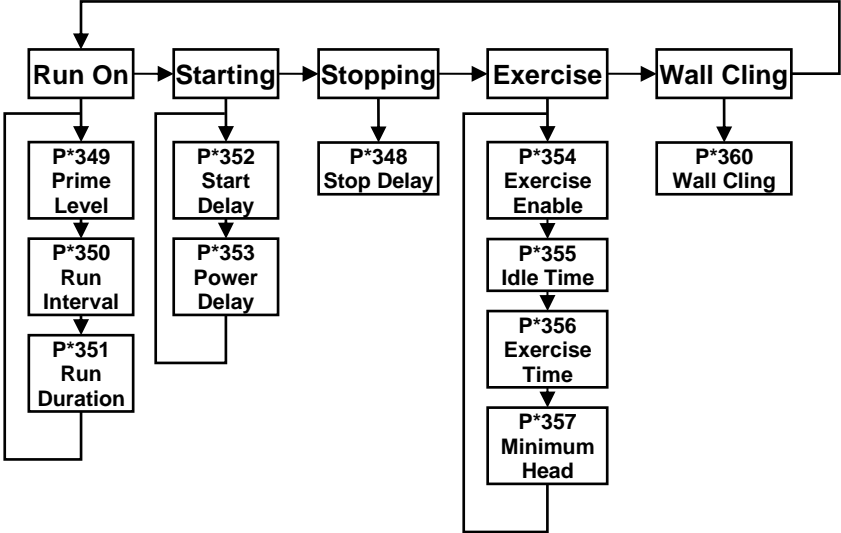 Run On
Starting
Stopping
Exercise
Wall Cling
P*349
Prime
Level
P*350
Run
Interval
P*351
Run
Duration
P*352
Start
Delay
P*353
Power
Delay
P*348
Stop Delay
P*354
Exercise
Enable
P*355
Idle Time
P*356
Exercise
Time
P*357
Minimum
Head
P*360
Wall Cling